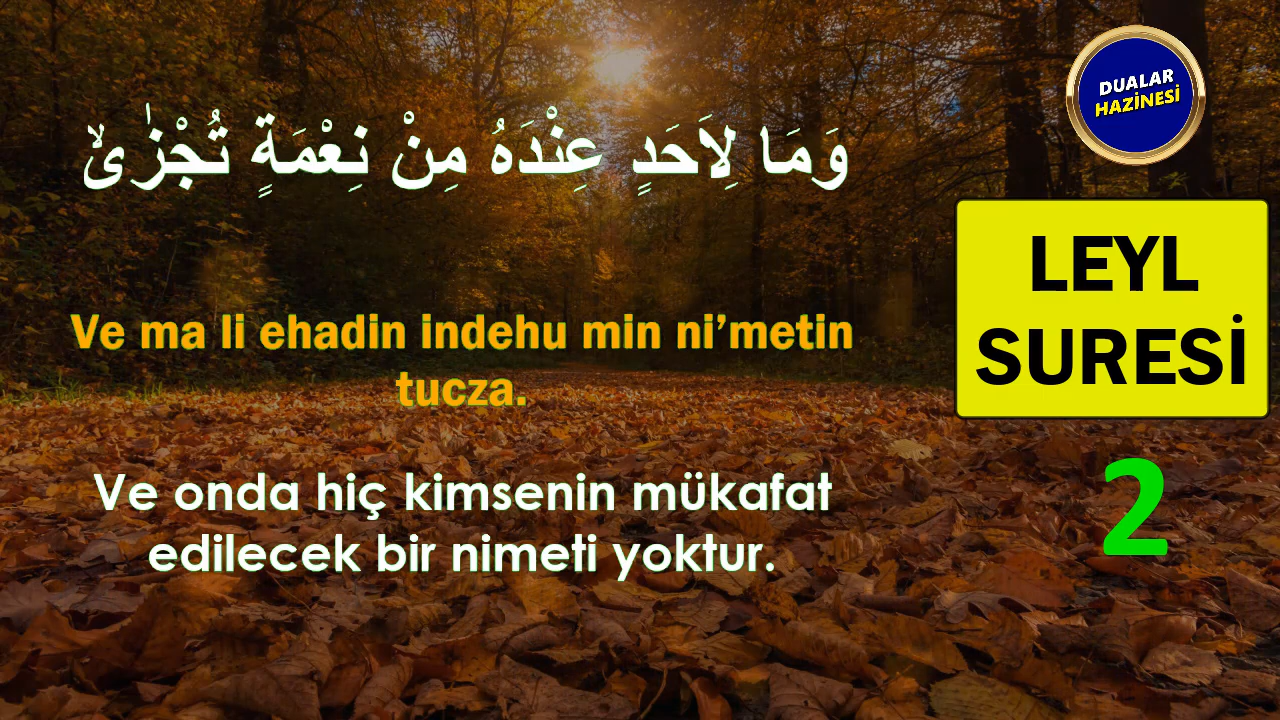 وَمَا لِاَحَدٍ عِنْدَهُ مِنْ نِعْمَةٍ تُجْزٰىۙ
Ve ma li ehadin indehu min ni’metin
tucza.
Ve onda hiç kimsenin mükafat
edilecek bir nimeti yoktur.
DUALAR
HAZİNESİ
LEYL
SURESİ
2